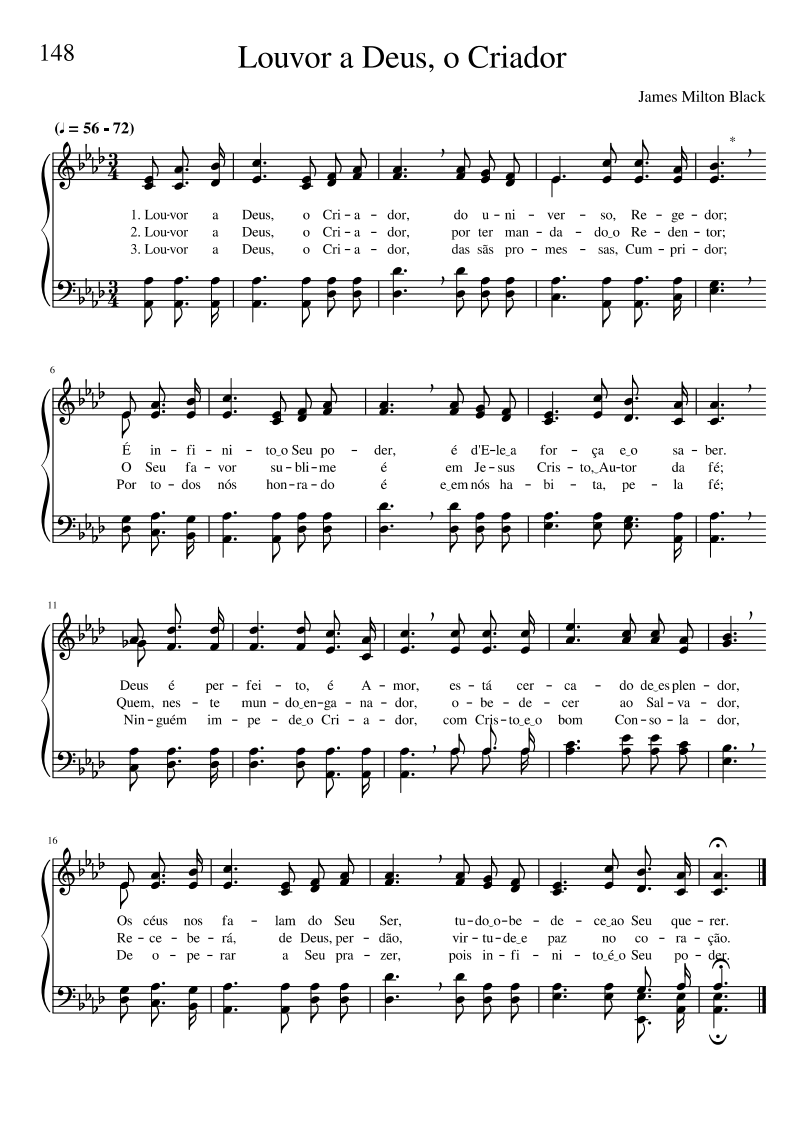 148
Louvor a Deus, o Criador
James Milton Black
(♩ = 56 - 72)
*
1. Lou-vor a Deus, o Cri - a - dor, do u - ni - ver - so, Re - ge - dor;
2. Lou-vor a Deus, o Cri - a - dor, por ter man - da - do_o Re - den - tor;
3. Lou-vor a Deus, o Cri - a - dor, das sãs pro - mes - sas, Cum - pri - dor;
6
É in - fi - ni - to_o Seu po - der, é d'E-le_a for - ça e_o sa - ber.
O Seu fa - vor su - bli - me é em Je - sus Cris - to,_Au-tor da fé;
Por to - dos nós hon - ra - do é e_em nós ha - bi - ta, pe - la fé;
11
Deus é per - fei - to, é A - mor, es - tá cer - ca - do de_es plen - dor,
Quem, nes - te mun - do_en-ga - na - dor, o - be - de - cer ao Sal - va - dor,
Nin - guém im - pe - de_o Cri - a - dor, com Cris-to_e_o bom Con - so - la - dor,
16
Os céus nos fa - lam do Seu Ser, tu - do_o-be - de - ce_ao Seu que - rer.
Re - ce - be - rá, de Deus, per - dão, vir - tu - de_e paz no co - ra - ção.
De o - pe - rar a Seu pra - zer, pois in - fi - ni - to_é_o Seu po - der.